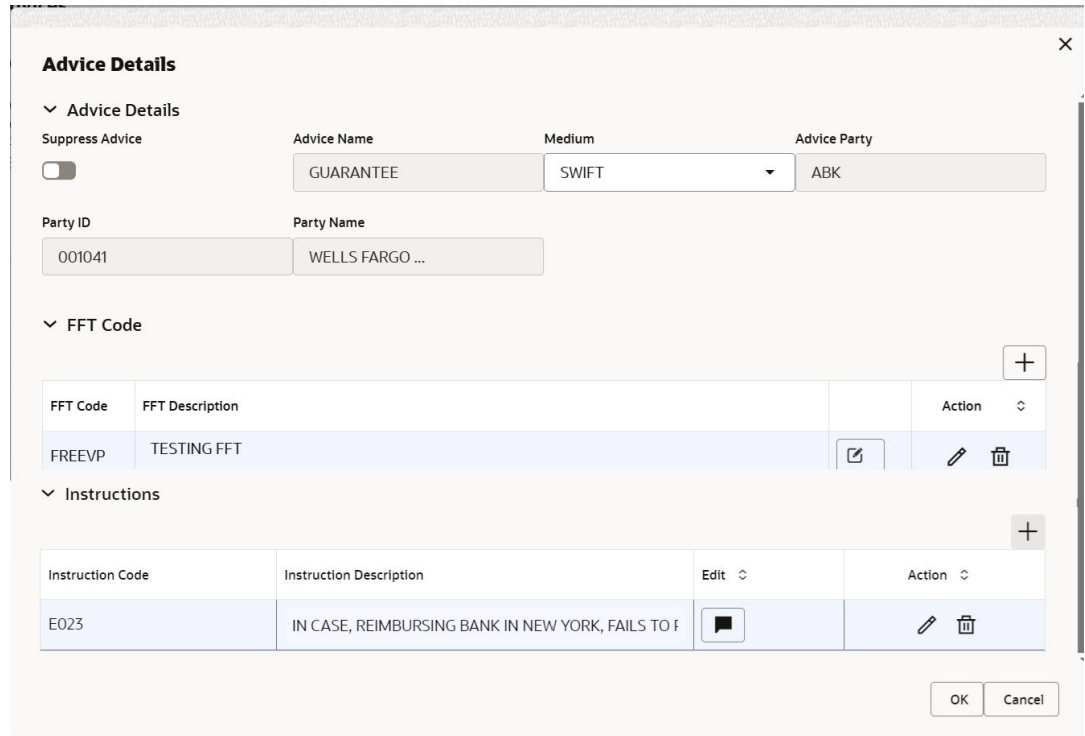 Advice Details
Advice Details
Suppress Advice Advice Name Medium Advice Party
GUARANTEE SWIFT ABK
Party ID Party Name
001041 WELLS FARGO ...
FFT Code
FFT Code FFT Description Action
FREEVP TESTING FFT
Instructions
Instruction Code Instruction Description Edit Action
E023 IN CASE, REIMBURSING BANK IN NEW YORK, FAILS TO
OK Cancel